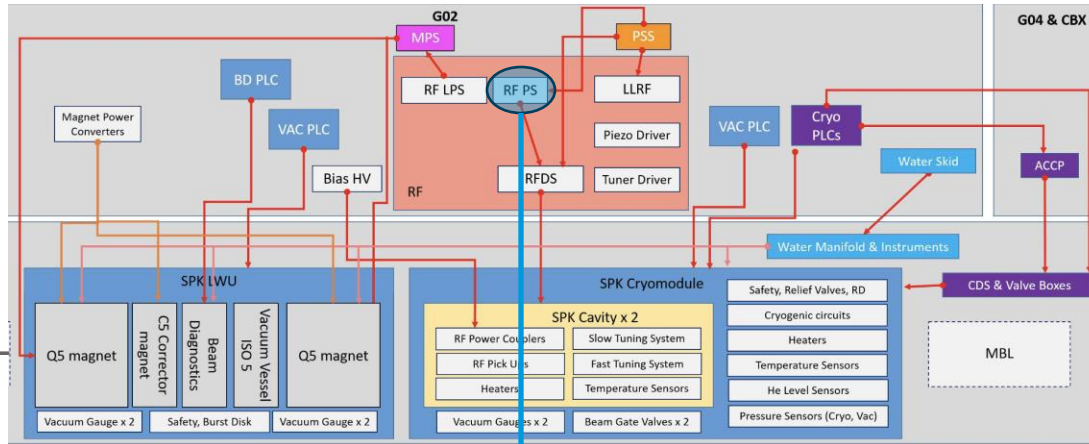 G02
G04 & CBX
MPS
PSS
BD PLC
RF LPS
RF PS
LLRF
Magnet Power
Converters
VAC PLC
VAC PLC
Cryo
PLCs
Piezo Driver
Water Skid
ACCP
Bias HV
RF
RFDS
Tuner Driver
Water Manifold & Instruments
SPK LWU
SPK Cryomodule
CDS & Valve Boxes
Q5 magnet
C5 Corrector
magnet
Beam
Diagnostics
Vacuum Vessel
ISO 5
Q5 magnet
Vacuum Gauge x 2
Safety, Burst Disk
Vacuum Gauge x 2
SPK Cavity x 2
RF Power Couplers
Slow Tuning System
RF Pick Ups
Fast Tuning System
Heaters
Temperature Sensors
Vacuum Gauges x 2
Beam Gate Valves x 2
Safety, Relief Valves, RD
Cryogenic circuits
Heaters
Temperature Sensors
He Level Sensors
Pressure Sensors (Cryo, Vac)
MBL